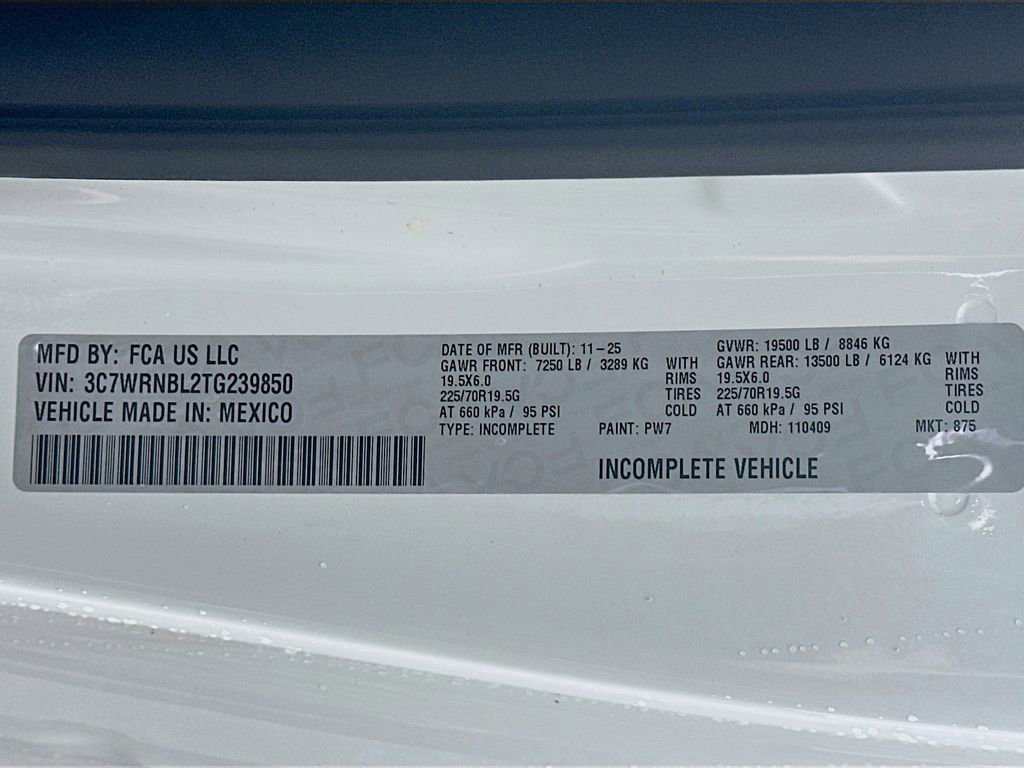 MFD BY: FCA US LLC
VIN: 3C7WRNBL2TG239850
VEHICLE MADE IN: MEXICO
DATE OF MFR (BUILT): 11-25
GAWR FRONT: 7250 LB / 3289 KG WITH
19.5X6.0 RIMS
225/70R19.5G TIRES
AT 660 kPa / 95 PSI COLD
GVWR: 19500 LB / 8846 KG
GAWR REAR: 13500 LB / 6124 KG WITH
19.5X6.0 RIMS
225/70R19.5G TIRES
AT 660 kPa / 95 PSI COLD
TYPE: INCOMPLETE PAINT: PW7 MDH: 110409 MKT: 875
INCOMPLETE VEHICLE